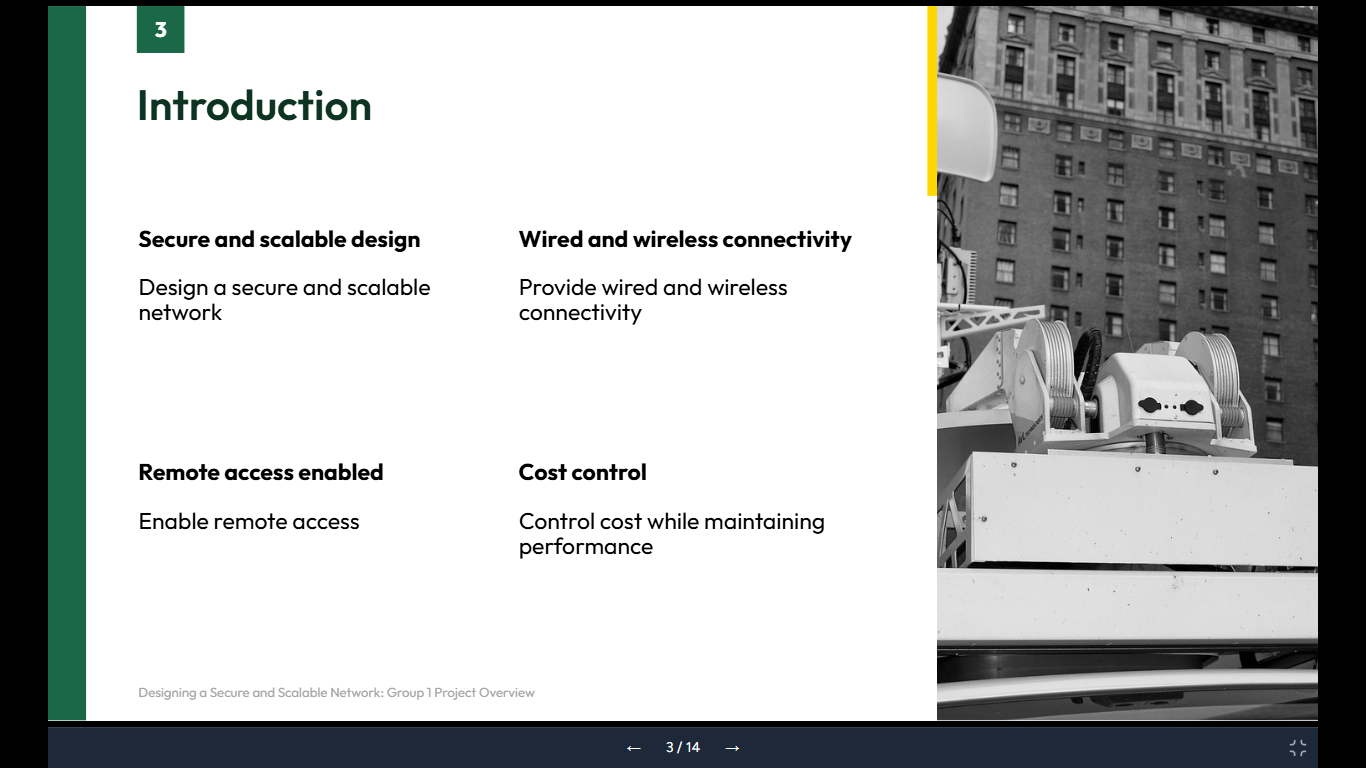 3
Introduction
Secure and scalable design
Design a secure and scalable
network
Wired and wireless connectivity
Provide wired and wireless
connectivity
Remote access enabled
Enable remote access
Cost control
Control cost while maintaining
performance
Designing a Secure and Scalable Network: Group 1 Project Overview
← 3 / 14 →